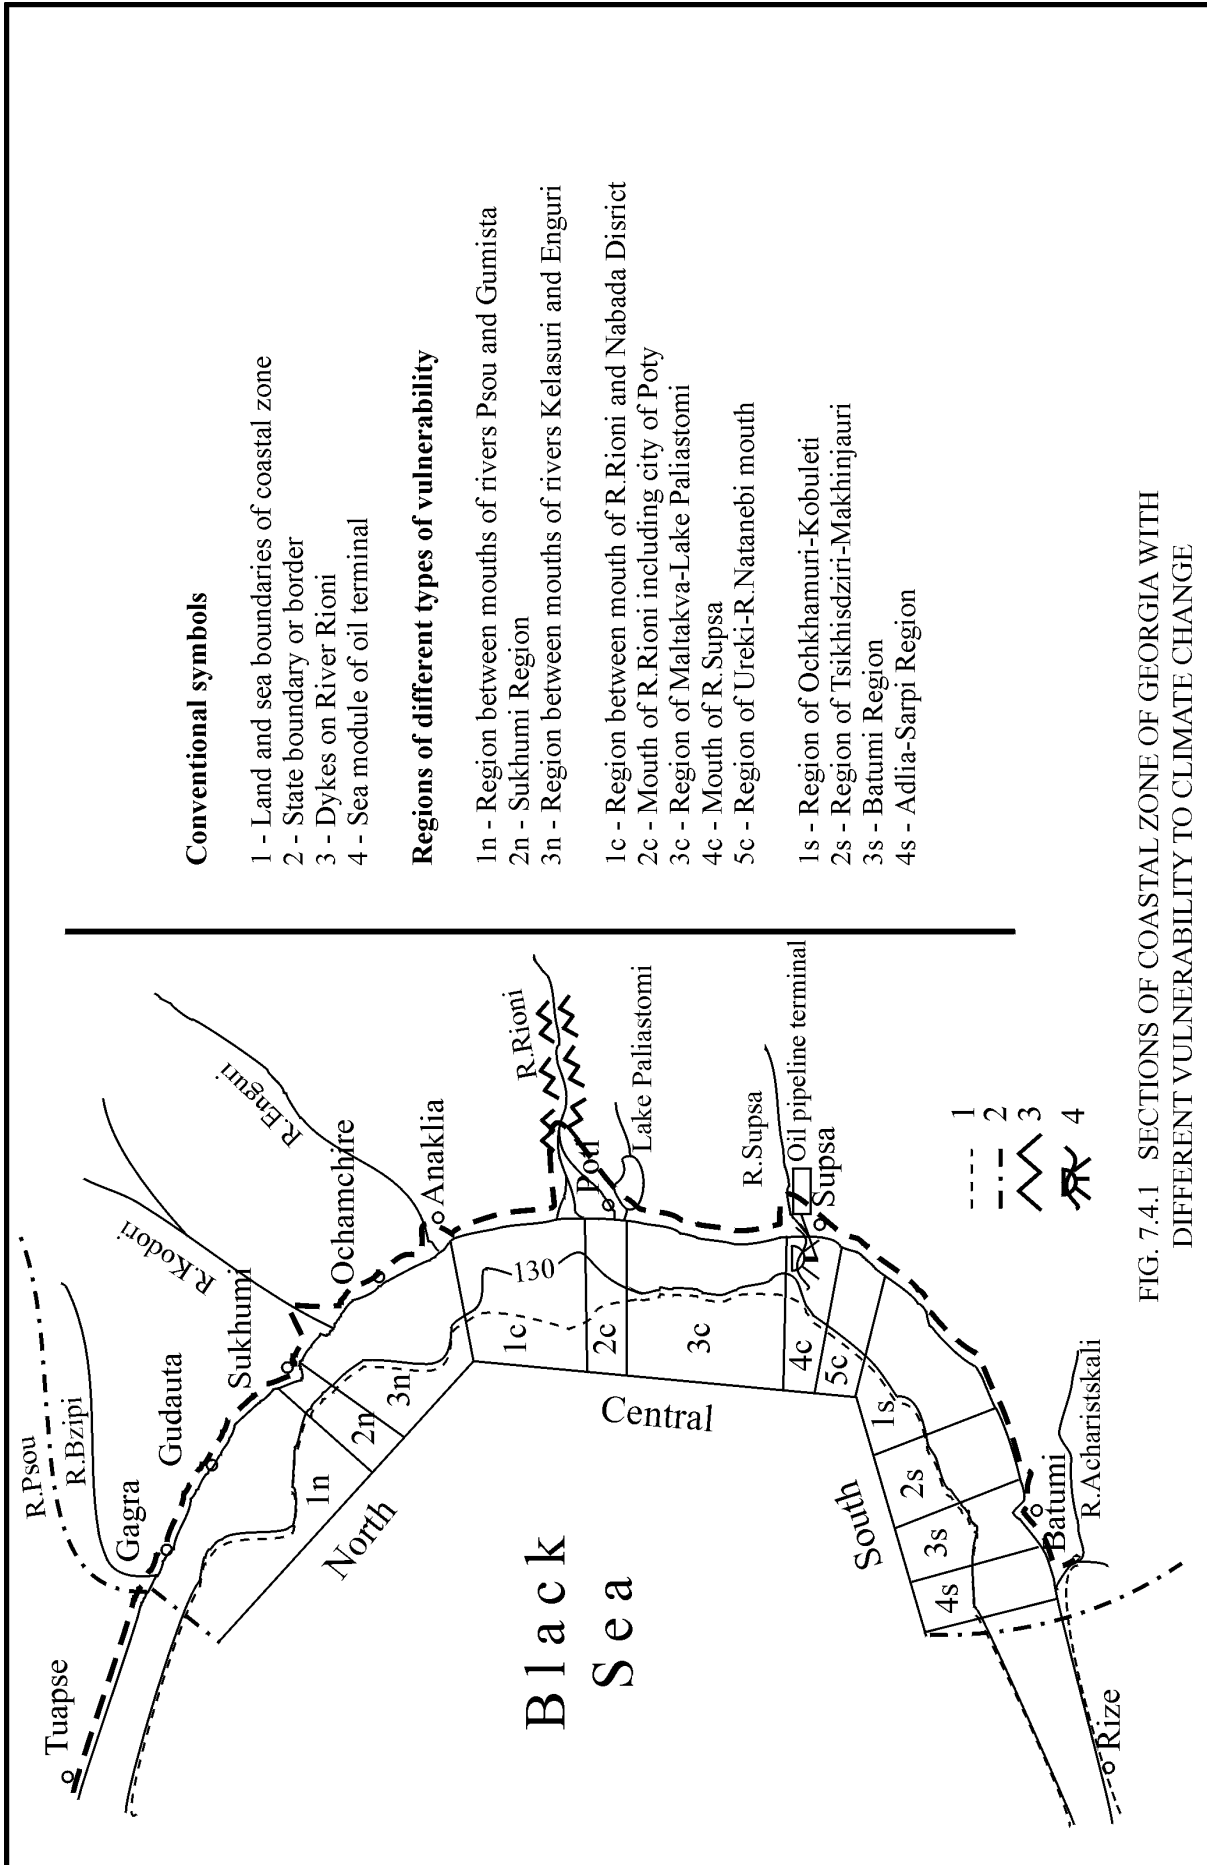 Tuapse
Gagra
Gudauta
Sukhumi
Ochamchire
Anaklia
R.Psou
R.Bzipi
R.Kodori
R.Enguri
R.Rioni
Poti
Lake Paliastomi
R.Supsa
Oil pipeline terminal
Supsa
Batumi
R.Acharistskali
Rize
1n
2n
3n
North
1c
2c
3c
4c
5c
130
Central
1s
2s
3s
4s
South
Black
Sea
1
2
3
4
Conventional symbols
1 - Land and sea boundaries of coastal zone
2 - State boundary or border
3 - Dykes on River Rioni
4 - Sea module of oil terminal
Regions of different types of vulnerability
1n - Region between mouths of rivers Psou and Gumista
2n - Sukhumi Region
3n - Region between mouths of rivers Kelasuri and Enguri
1c - Region between mouth of R.Rioni and Nabada Disrict
2c - Mouth of R.Rioni including city of Poty
3c - Region of Maltakva-Lake Paliastomi
4c - Mouth of R.Supsa
5c - Region of Ureki-R.Natanebi mouth
1s - Region of Ochkhamuri-Kobuleti
2s - Region of Tsikhisdziri-Makhinjauri
3s - Batumi Region
4s - Adlia-Sarpi Region
FIG. 7.4.1 SECTIONS OF COASTAL ZONE OF GEORGIA WITH
DIFFERENT VULNERABILITY TO CLIMATE CHANGE